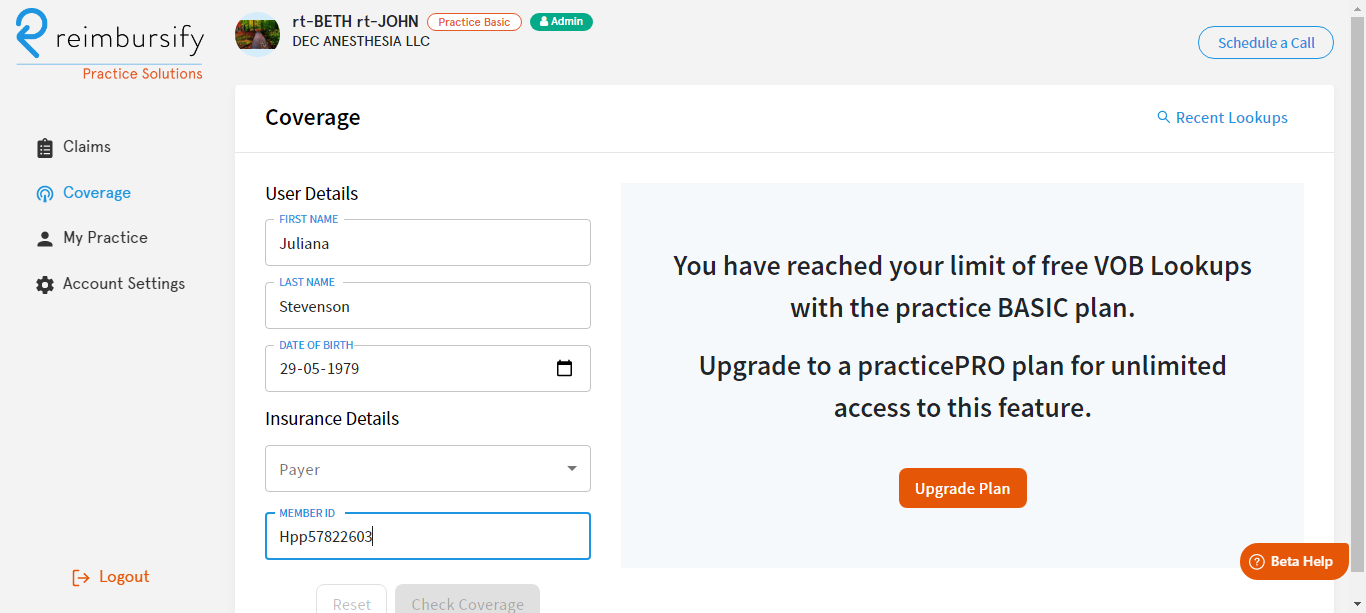 reimbursify
Practice Solutions
rt-BETH rt-JOHN
Practice Basic
Admin
DEC ANESTHESIA LLC
Schedule a Call
Claims
Coverage
My Practice
Account Settings
Logout
Coverage
Recent Lookups
User Details
FIRST NAME
Juliana
LAST NAME
Stevenson
DATE OF BIRTH
29-05-1979
Insurance Details
Payer
MEMBER ID
Hpp57822603
Reset
Check Coverage
You have reached your limit of free VOB Lookups
with the practice BASIC plan.
Upgrade to a practicePRO plan for unlimited
access to this feature.
Upgrade Plan
Beta Help